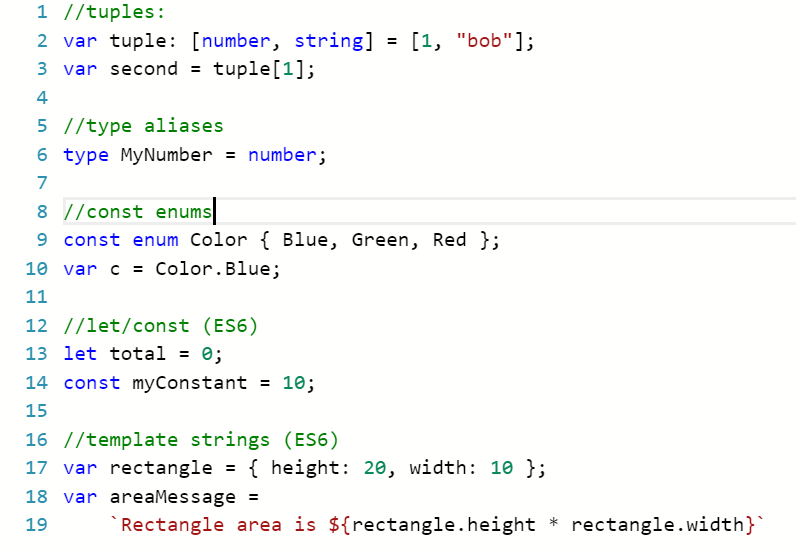 1 //tuples:
2 var tuple: [number, string] = [1, "bob"];
3 var second = tuple[1];
4
5 //type aliases
6 type MyNumber = number;
7
8 //const enums
9 const enum Color { Blue, Green, Red };
10 var c = Color.Blue;
11
12 //let/const (ES6)
13 let total = 0;
14 const myConstant = 10;
15
16 //template strings (ES6)
17 var rectangle = { height: 20, width: 10 };
18 var areaMessage =
19     `Rectangle area is ${rectangle.height * rectangle.width}`